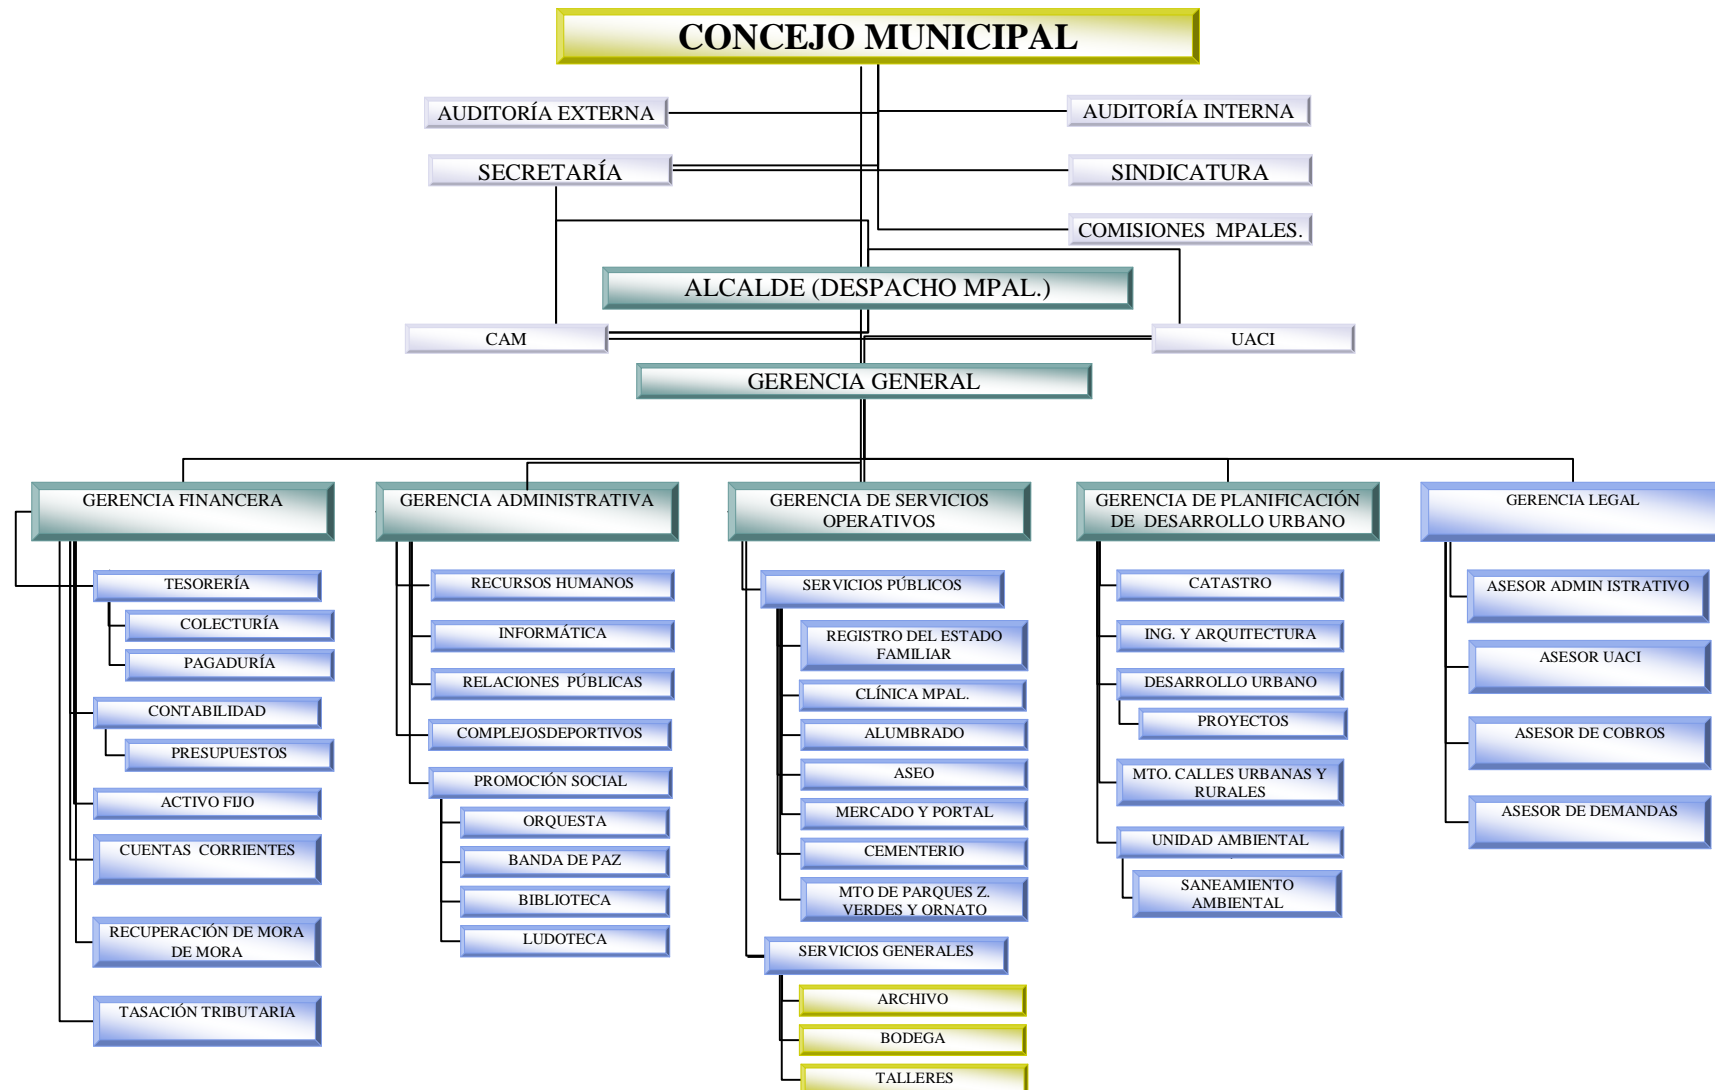 CONCEJO MUNICIPAL
AUDITORÍA EXTERNA
AUDITORÍA INTERNA
SECRETARÍA
SINDICATURA
COMISIONES MPALES.
ALCALDE (DESPACHO MPAL.)
CAM
UACI
GERENCIA GENERAL
GERENCIA FINANCERA
TESORERÍA
COLECTURÍA
PAGADURÍA
CONTABILIDAD
PRESUPUESTOS
ACTIVO FIJO
CUENTAS CORRIENTES
RECUPERACIÓN DE MORA
DE MORA
TASACIÓN TRIBUTARIA
GERENCIA ADMINISTRATIVA
RECURSOS HUMANOS
INFORMÁTICA
RELACIONES PÚBLICAS
COMPLEJOSDEPORTIVOS
PROMOCIÓN SOCIAL
ORQUESTA
BANDA DE PAZ
BIBLIOTECA
LUDOTECA
GERENCIA DE SERVICIOS
OPERATIVOS
SERVICIOS PÚBLICOS
REGISTRO DEL ESTADO
FAMILIAR
CLÍNICA MPAL.
ALUMBRADO
ASEO
MERCADO Y PORTAL
CEMENTERIO
MTO DE PARQUES Z.
VERDES Y ORNATO
SERVICIOS GENERALES
ARCHIVO
BODEGA
TALLERES
GERENCIA DE PLANIFICACIÓN
DE DESARROLLO URBANO
CATASTRO
ING. Y ARQUITECTURA
DESARROLLO URBANO
PROYECTOS
MTO. CALLES URBANAS Y
RURALES
UNIDAD AMBIENTAL
SANEAMIENTO
AMBIENTAL
GERENCIA LEGAL
ASESOR ADMIN ISTRATIVO
ASESOR UACI
ASESOR DE COBROS
ASESOR DE DEMANDAS